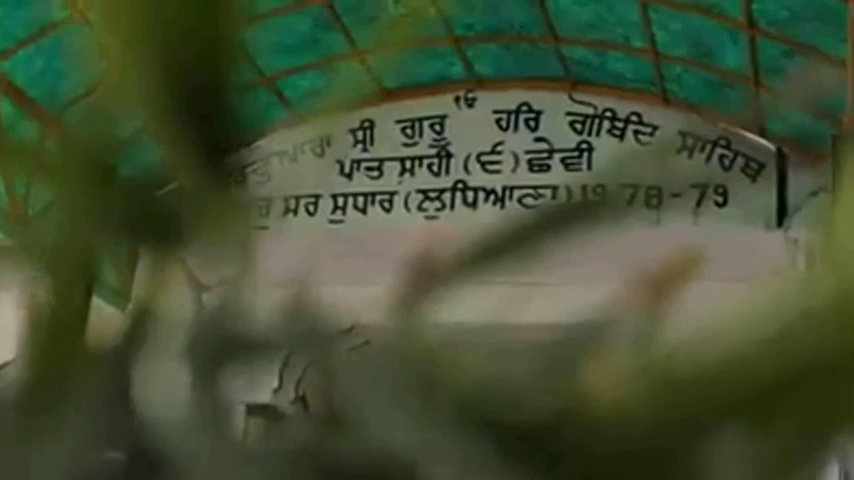 ੴ
ਸ੍ਰੀ ਗੁਰੂ ਹਰਿ ਗੋਬਿੰਦ ਸਾਹਿਬ
ਪਾਤਸਾਹੀ (੬) ਛੇਵੀਂ
ਸਰ ਸੁਧਾਰ (ਲੁਧਿਆਣਾ) 1978-79